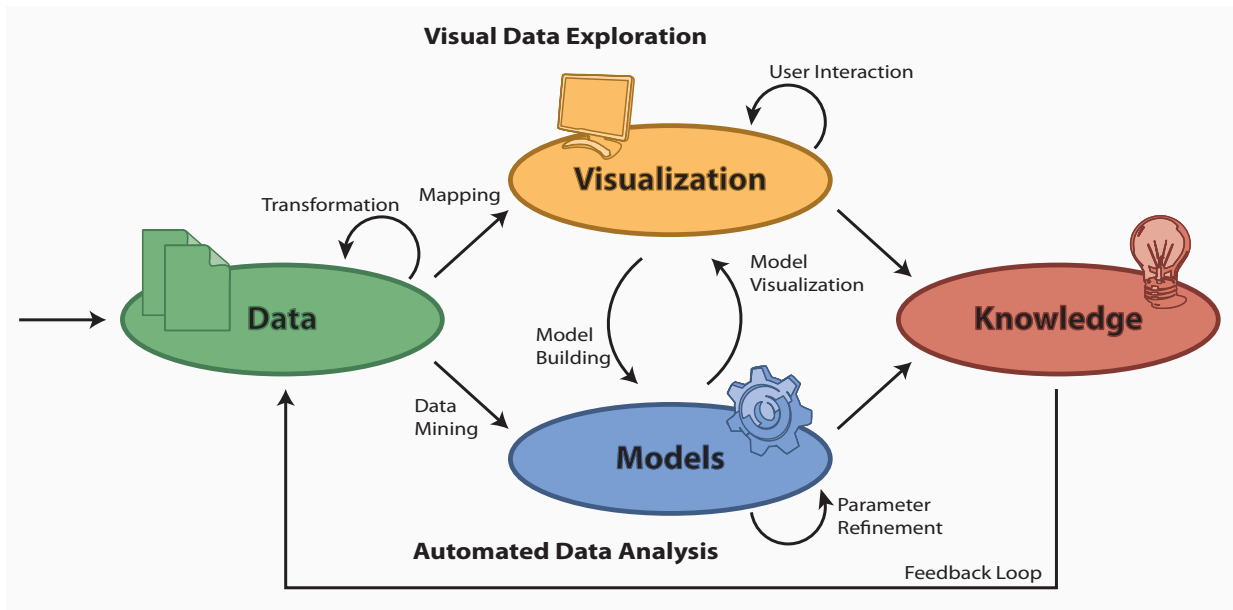 Visual Data Exploration
User Interaction
Visualization
Mapping
Transformation
Data
Model
Building
Model
Visualization
Knowledge
Data
Mining
Models
Parameter
Refinement
Automated Data Analysis
Feedback Loop